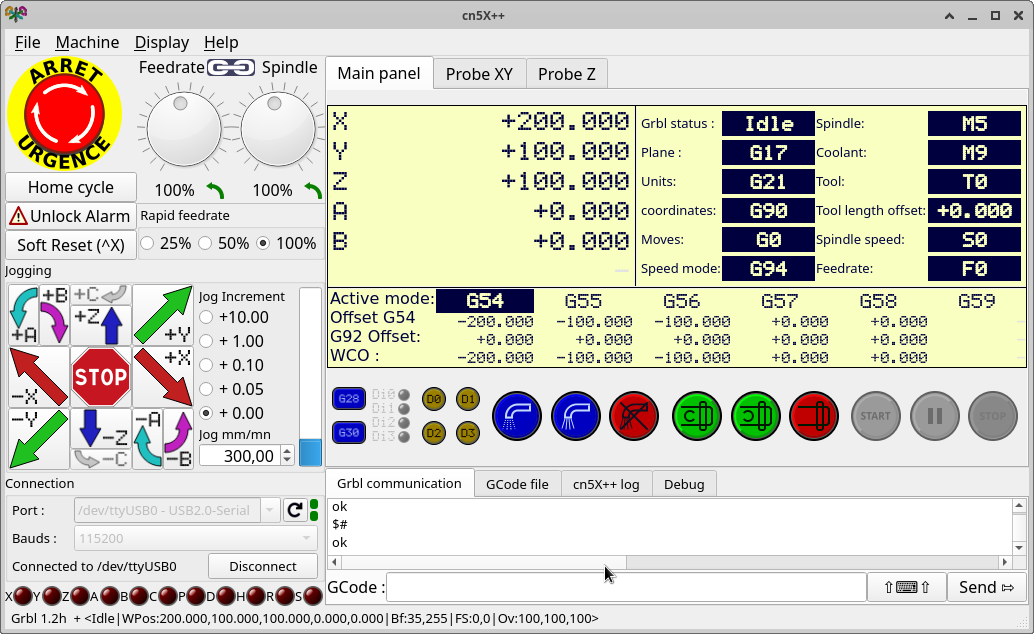 cn5X++
File Machine Display Help
ARRET
URGENCE
Feedrate Spindle
100% 100%
Home cycle
Unlock Alarm
Soft Reset (^X)
Rapid feedrate
25% 50% 100%
Jogging
+B
+A
+C
+Z
+Y
-X
STOP
+X
-Y
-Z
-C
-A
-B
Jog Increment
+10.00
+ 1.00
+ 0.10
+ 0.05
+ 0.00
Jog mm/mn
300,00
Connection
Port : /dev/ttyUSB0 - USB2.0-Serial
Bauds : 115200
Connected to /dev/ttyUSB0 Disconnect
X Y Z A B C P D H R S
Main panel Probe XY Probe Z
X +200.000
Y +100.000
Z +100.000
A +0.000
B +0.000
Grbl status : Idle Spindle: M5
Plane : G17 Coolant: M9
Units: G21 Tool: T0
coordinates: G90 Tool length offset: +0.000
Moves: G0 Spindle speed: S0
Speed mode: G94 Feedrate: F0
Active mode: G54 G55 G56 G57 G58 G59
Offset G54 -200.000 -100.000 -100.000 +0.000 +0.000
G92 Offset: +0.000 +0.000 +0.000 +0.000 +0.000
WCO : -200.000 -100.000 -100.000 +0.000 +0.000
G28 Di0 D0 D1
Di1
G30 Di2 D2 D3
Di3
START STOP
Grbl communication GCode file cn5X++ log Debug
ok
$#
ok
GCode : Send ⇨
Grbl 1.2h + <Idle|WPos:200.000,100.000,100.000,0.000,0.000|Bf:35,255|FS:0,0|Ov:100,100,100>